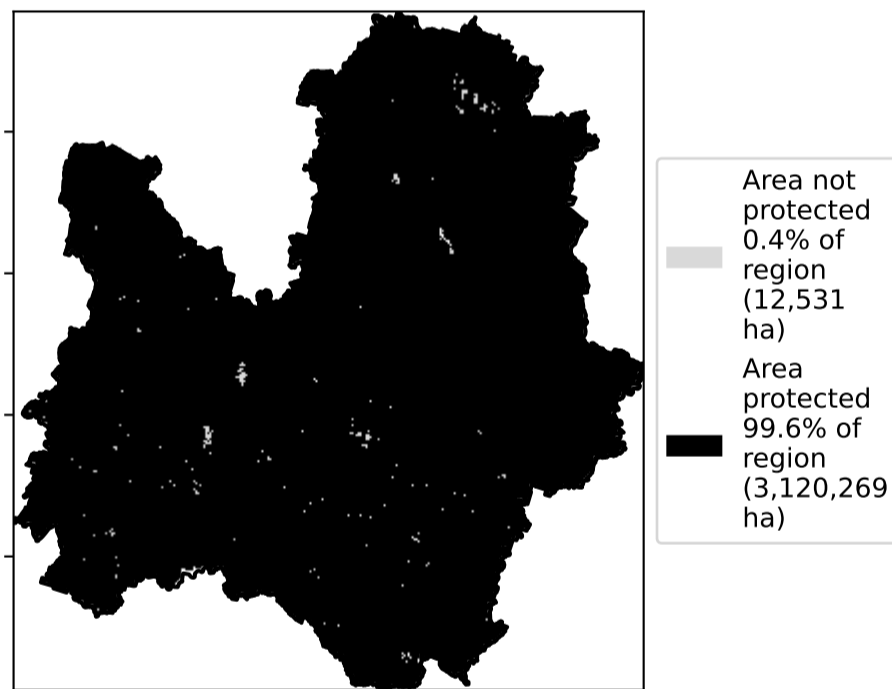 Area not
protected
0.4% of
region
(12,531
ha)
Area
protected
99.6% of
region
(3,120,269
ha)